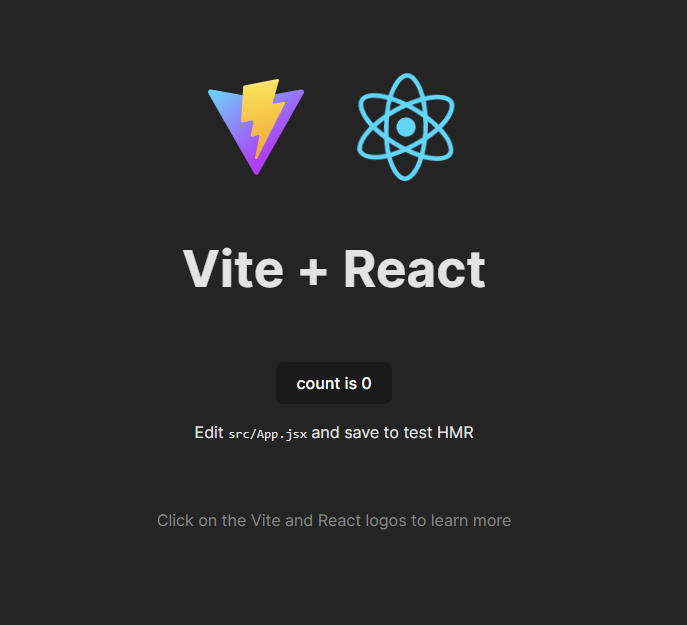 Vite + React
count is 0
Edit src/App.jsx and save to test HMR
Click on the Vite and React logos to learn more